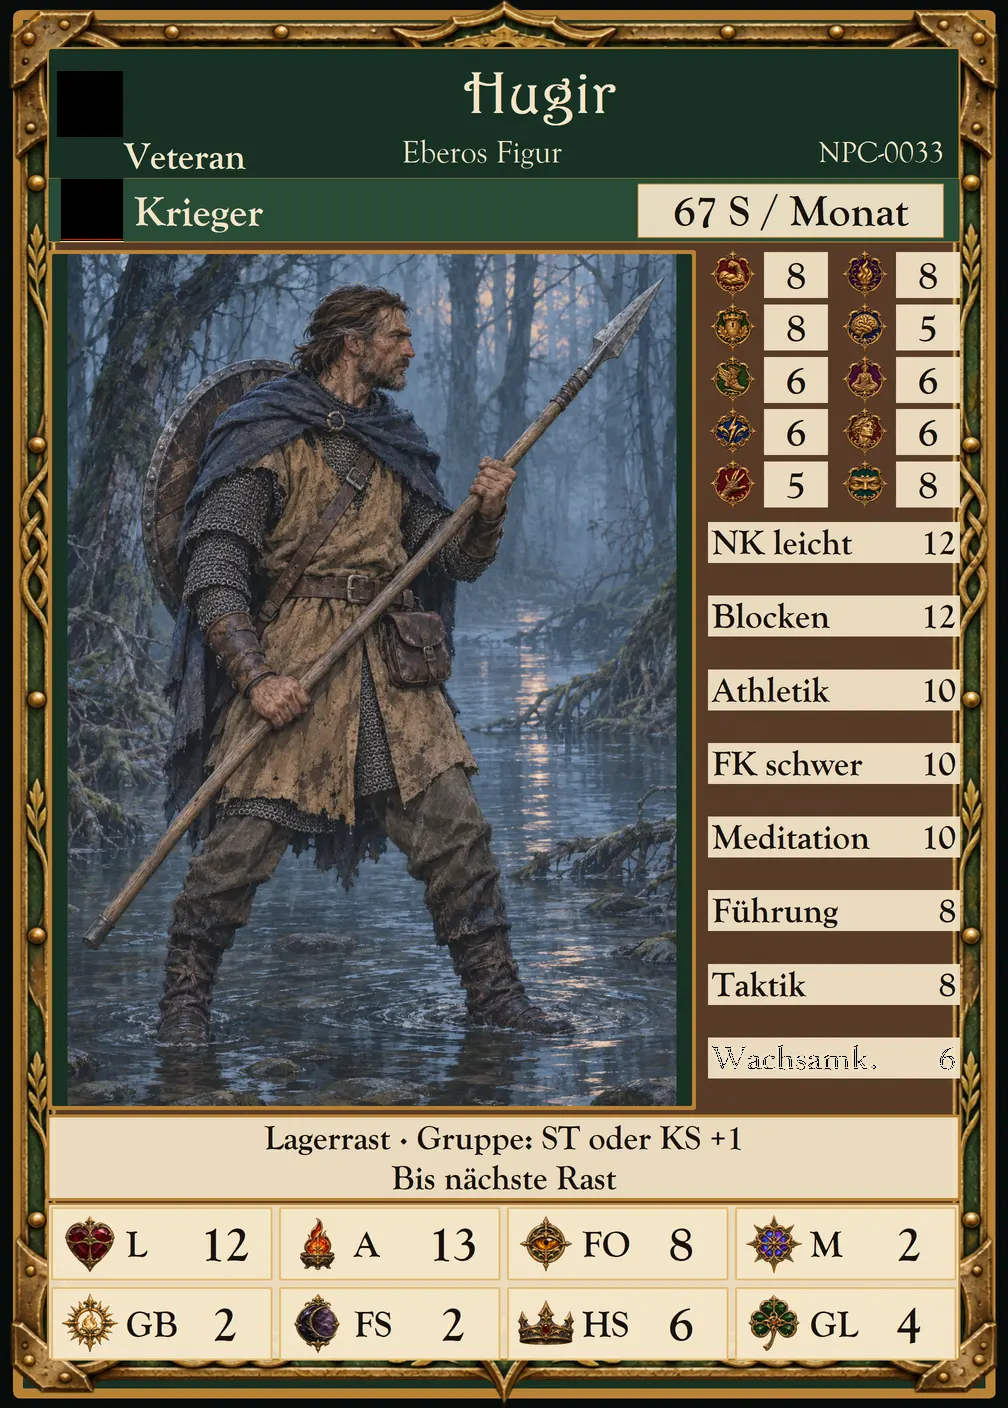 Hugir
Veteran
Eberos Figur
NPC-0033
Krieger
67 S / Monat
8 8
8 5
6 6
6 6
5 8
NK leicht 12
Blocken 12
Athletik 10
FK schwer 10
Meditation 10
Führung 8
Taktik 8
Wachsamk. 6
Lagerrast · Gruppe: ST oder KS +1
Bis nächste Rast
L 12 A 13 FO 8 M 2
GB 2 FS 2 HS 6 GL 4